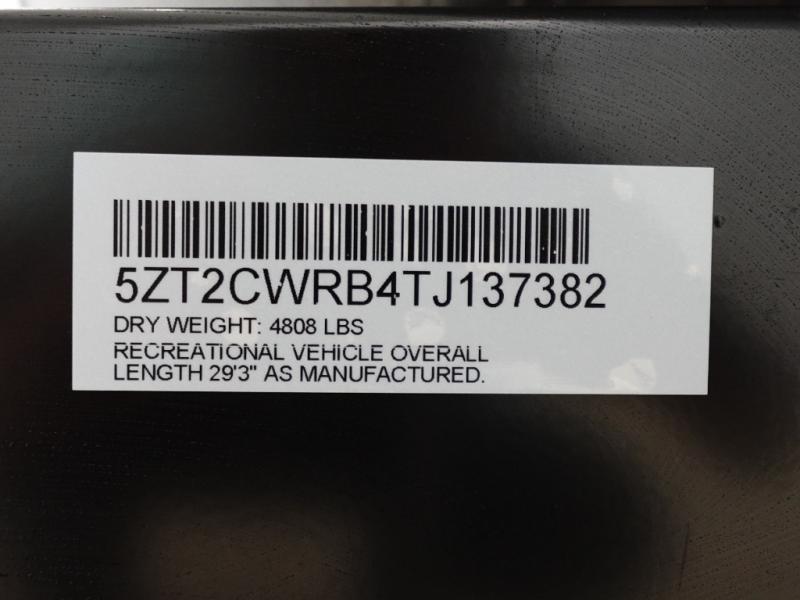 5ZT2CWRB4TJ137382
DRY WEIGHT: 4808 LBS
RECREATIONAL VEHICLE OVERALL
LENGTH 29'3" AS MANUFACTURED.